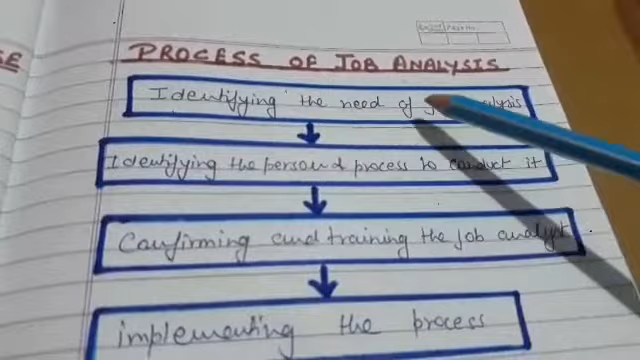 SE
PROCESS OF JOB ANALYSIS
Identifying the need of
Identifying the person & process to conduct it
Confirming and training the job analyst
implementing the process